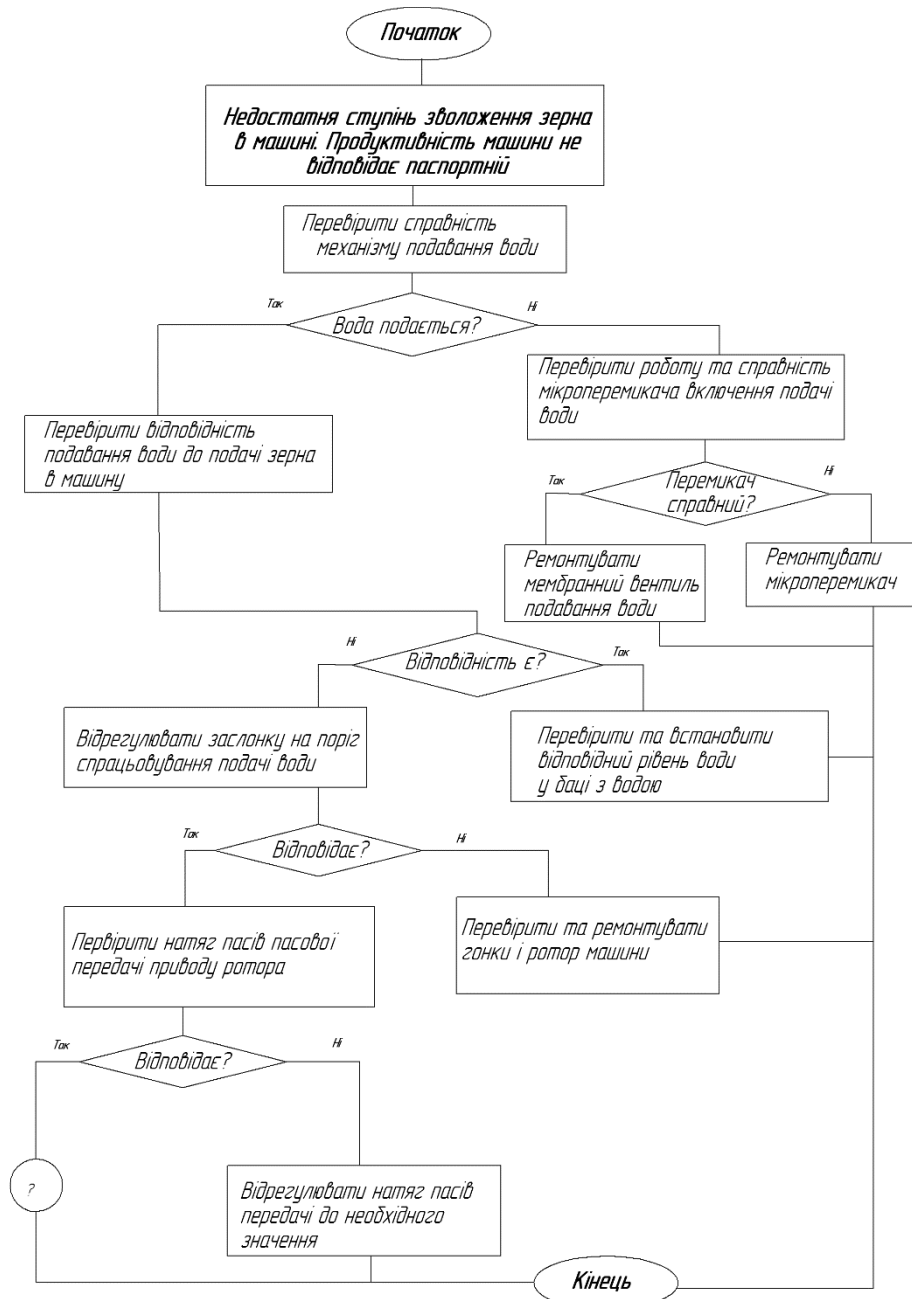 Початок
Недостатня ступінь зволоження зерна
в машині. Продуктивність машини не
відповідає паспортній
Перевірити справність
механізму подавання води
Так
Вода подається?
Ні
Перевірити роботу та справність
мікроперемикача включення подачі
води
Перевірити відповідність
подавання води до подачі зерна
в машину
Так
Перемикач
справний?
Ні
Ремонтувати
мембранний вентиль
подавання води
Ремонтувати
мікроперемикач
Ні
Відповідність є?
Так
Відрегулювати заслонку на поріг
спрацьовування подачі води
Перевірити та встановити
відповідний рівень води
у баці з водою
Так
Відповідає?
Ні
Первірити натяг пасів пасової
передачі приводу ротора
Перевірити та ремонтувати
гонки і ротор машини
Так
Відповідає?
Ні
?
Відрегулювати натяг пасів
передачі до необхідного
значення
Кінець